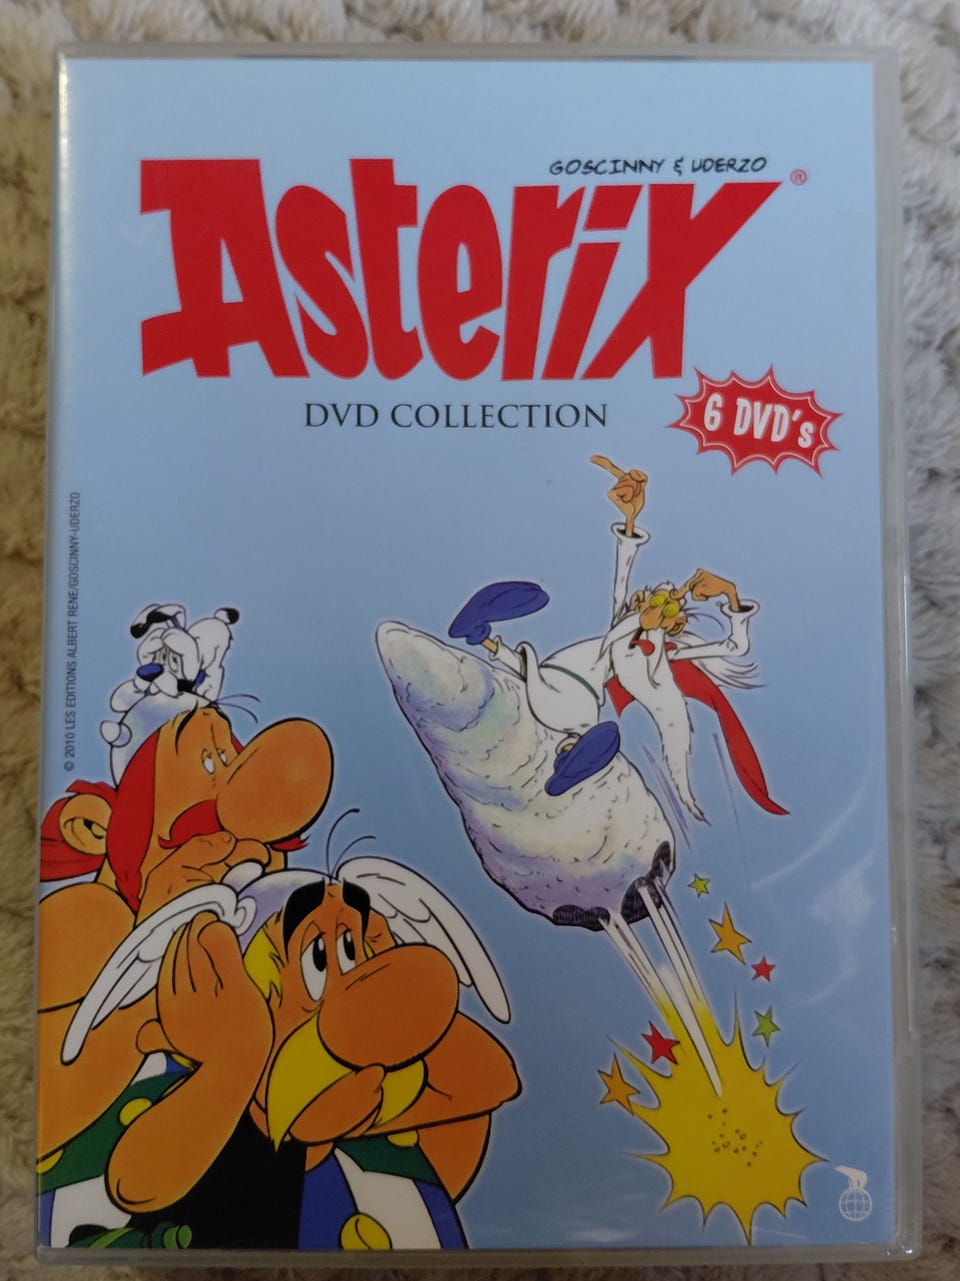 GOSCINNY & UDERZO
Asterix®
DVD COLLECTION
6 DVD's
© 2010 LES EDITIONS ALBERT RENE/GOSCINNY-UDERZO